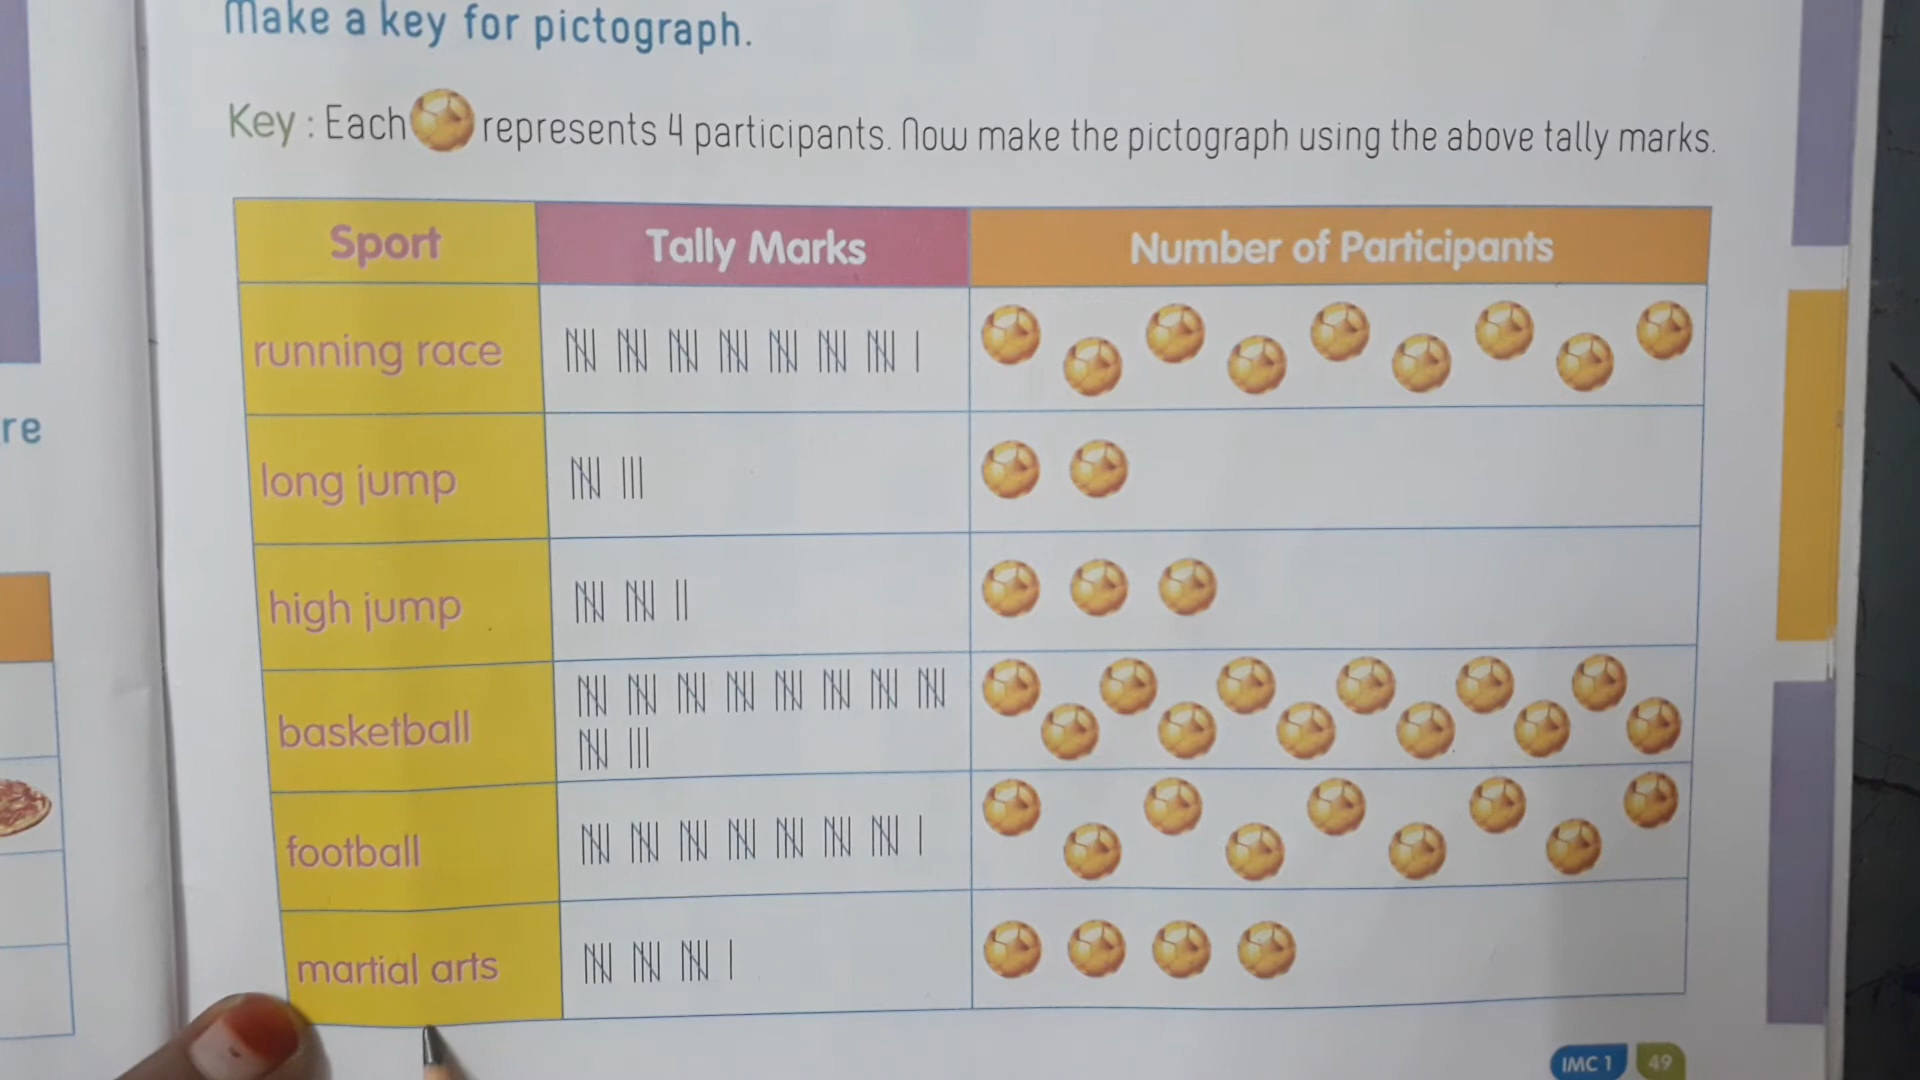 Make a key for pictograph.
Key : Each represents 4 participants. Now make the pictograph using the above tally marks.
Sport Tally Marks Number of Participants
running race
long jump
high jump
basketball
football
martial arts
re
IMC 1 49